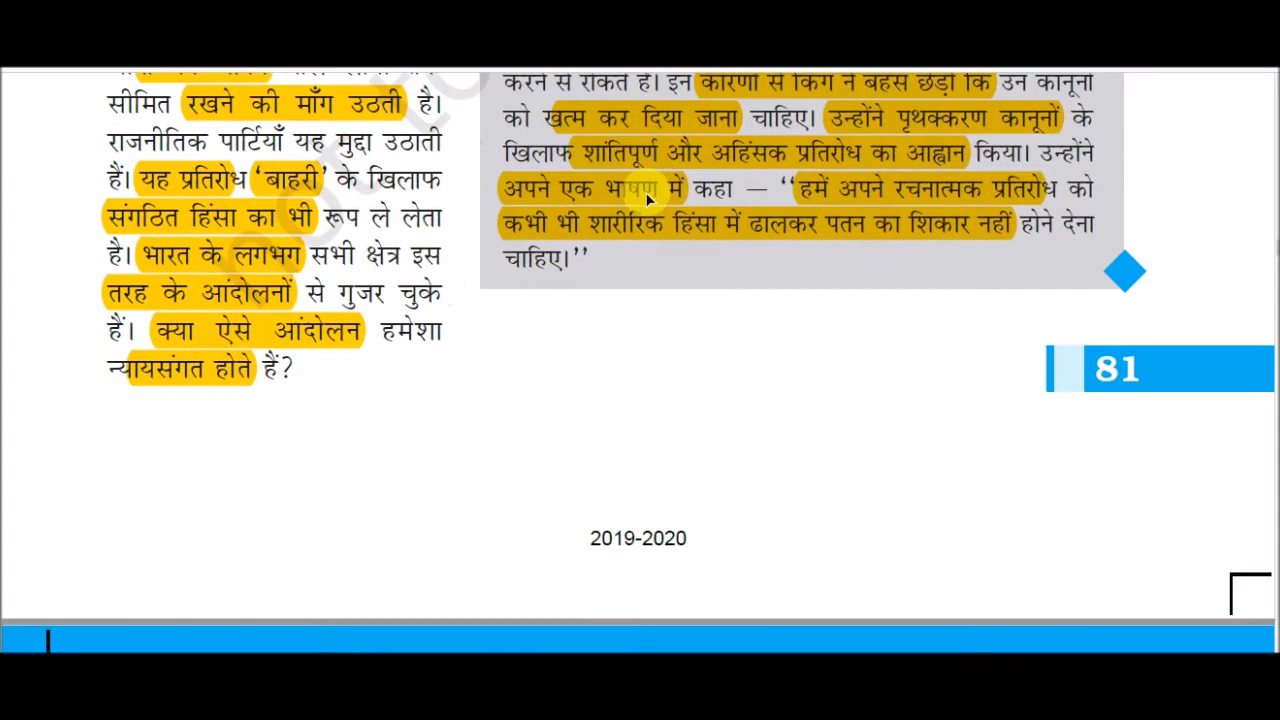 सीमित रखने की माँग उठती है।
राजनीतिक पार्टियाँ यह मुद्दा उठाती
हैं। यह प्रतिरोध ‘बाहरी’ के खिलाफ
संगठित हिंसा का भी रूप ले लेता
है। भारत के लगभग सभी क्षेत्र इस
तरह के आंदोलनों से गुजर चुके
हैं। क्या ऐसे आंदोलन हमेशा
न्यायसंगत होते हैं?
करने से रोकते हैं। इन कारणों से किंग ने बहस छेड़ी कि उन कानूनों
को खत्म कर दिया जाना चाहिए। उन्होंने पृथक्करण कानूनों के
खिलाफ शांतिपूर्ण और अहिंसक प्रतिरोध का आह्वान किया। उन्होंने
अपने एक भाषण में कहा — ‘‘हमें अपने रचनात्मक प्रतिरोध को
कभी भी शारीरिक हिंसा में ढालकर पतन का शिकार नहीं होने देना
चाहिए।’’
81
2019-2020